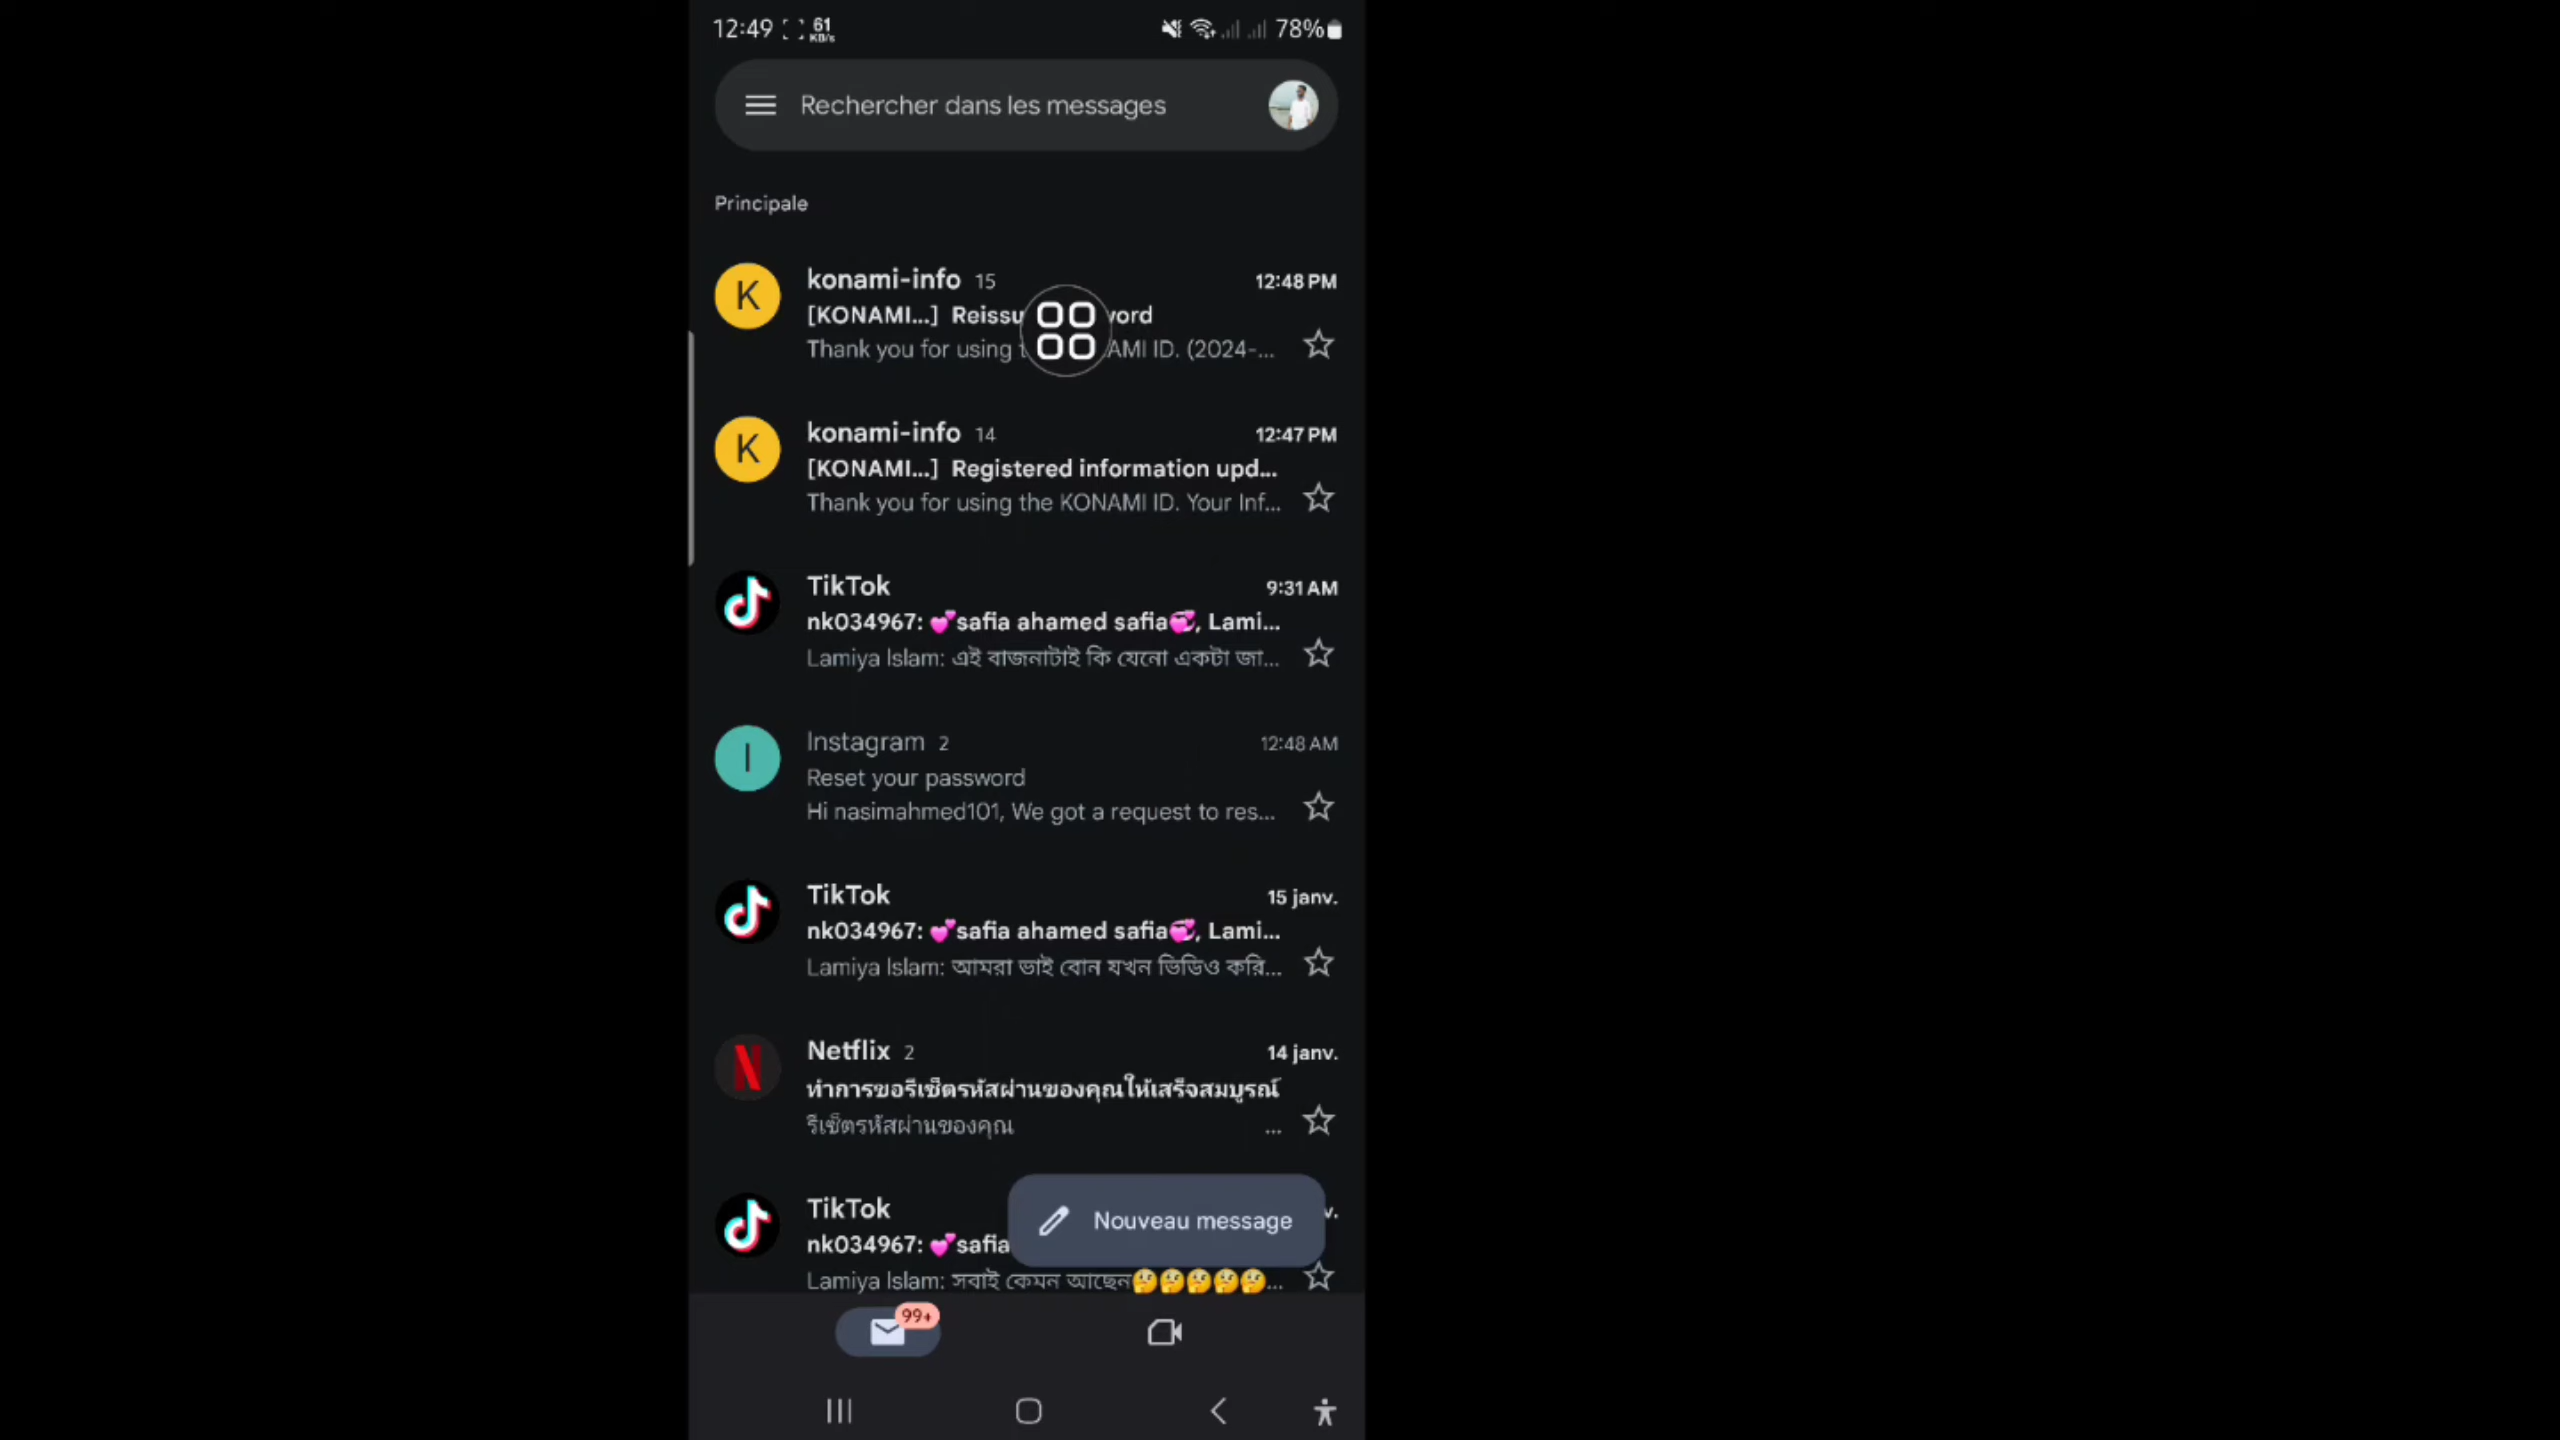 12:49 61 KB/s 78%
Rechercher dans les messages
Principale
K konami-info 15 12:48 PM
[KONAMI...] Reissu vord
Thank you for using t AMI ID. (2024-...
K konami-info 14 12:47 PM
[KONAMI...] Registered information upd...
Thank you for using the KONAMI ID. Your Inf...
TikTok 9:31 AM
nk034967: 💕safia ahamed safia💞, Lami...
Lamiya Islam: এই বাজনাটাই কি যেনো একটা জা...
I Instagram 2 12:48 AM
Reset your password
Hi nasimahmed101, We got a request to res...
TikTok 15 janv.
nk034967: 💕safia ahamed safia💞, Lami...
Lamiya Islam: আমরা ভাই বোন যখন ভিডিও করি...
N Netflix 2 14 janv.
ทำการขอรีเซ็ตรหัสผ่านของคุณให้เสร็จสมบูรณ์
รีเซ็ตรหัสผ่านของคุณ ...
TikTok v.
nk034967: 💕safia
Nouveau message
Lamiya Islam: সবাই কেমন আছেন🤔🤔🤔🤔🤔...
99+